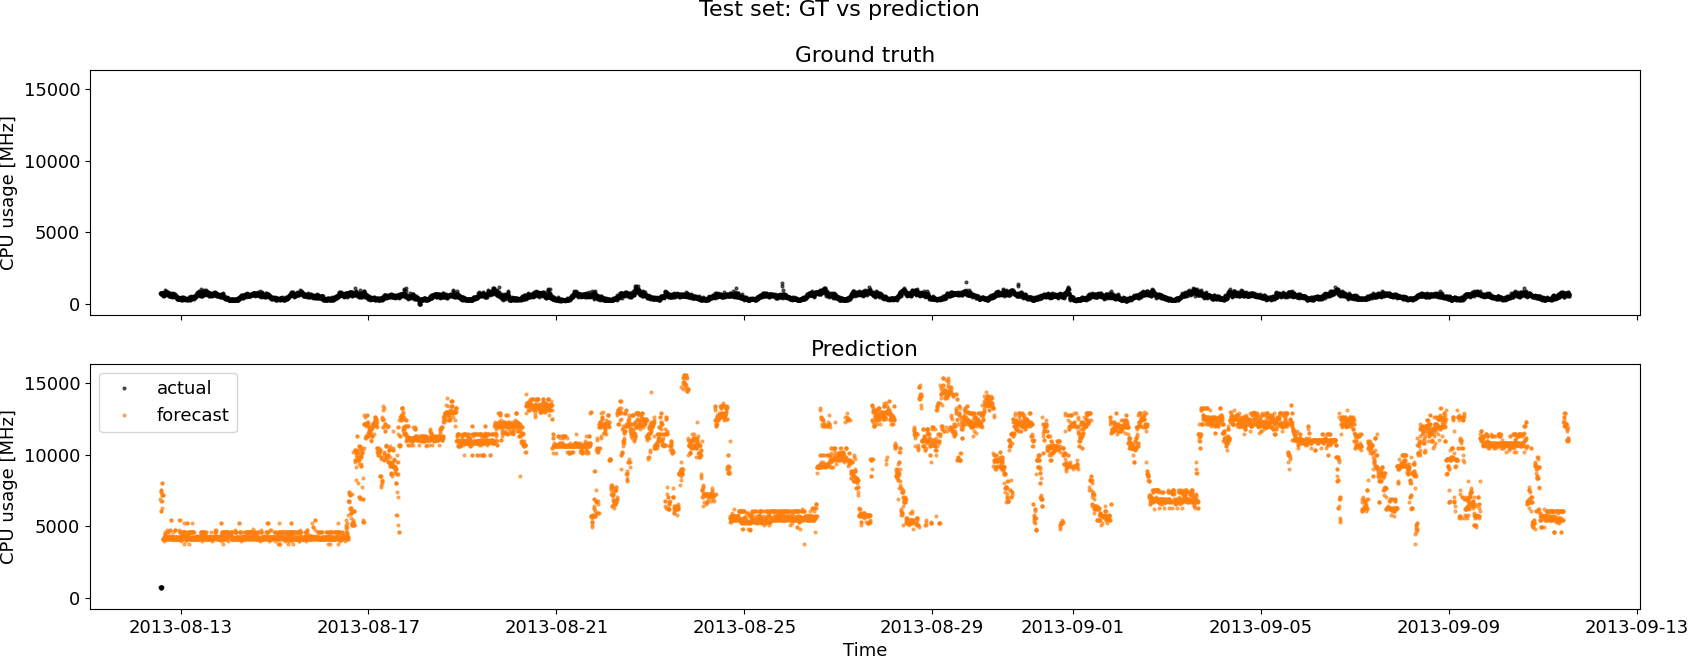 Test set: GT vs prediction
Ground truth
CPU usage [MHz]
15000
10000
5000
0
Prediction
CPU usage [MHz]
15000
10000
5000
0
actual
forecast
2013-08-13 2013-08-17 2013-08-21 2013-08-25 2013-08-29 2013-09-01 2013-09-05 2013-09-09 2013-09-13
Time